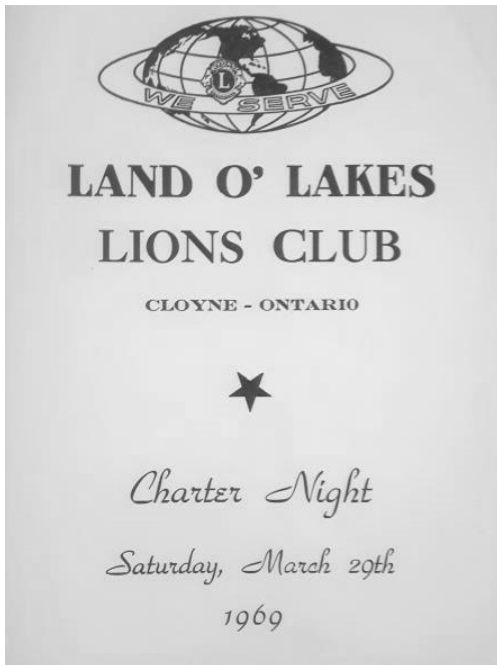 L
WE SERVE
LAND O' LAKES
LIONS CLUB
CLOYNE - ONTARIO
Charter Night
Saturday, March 29th
1969